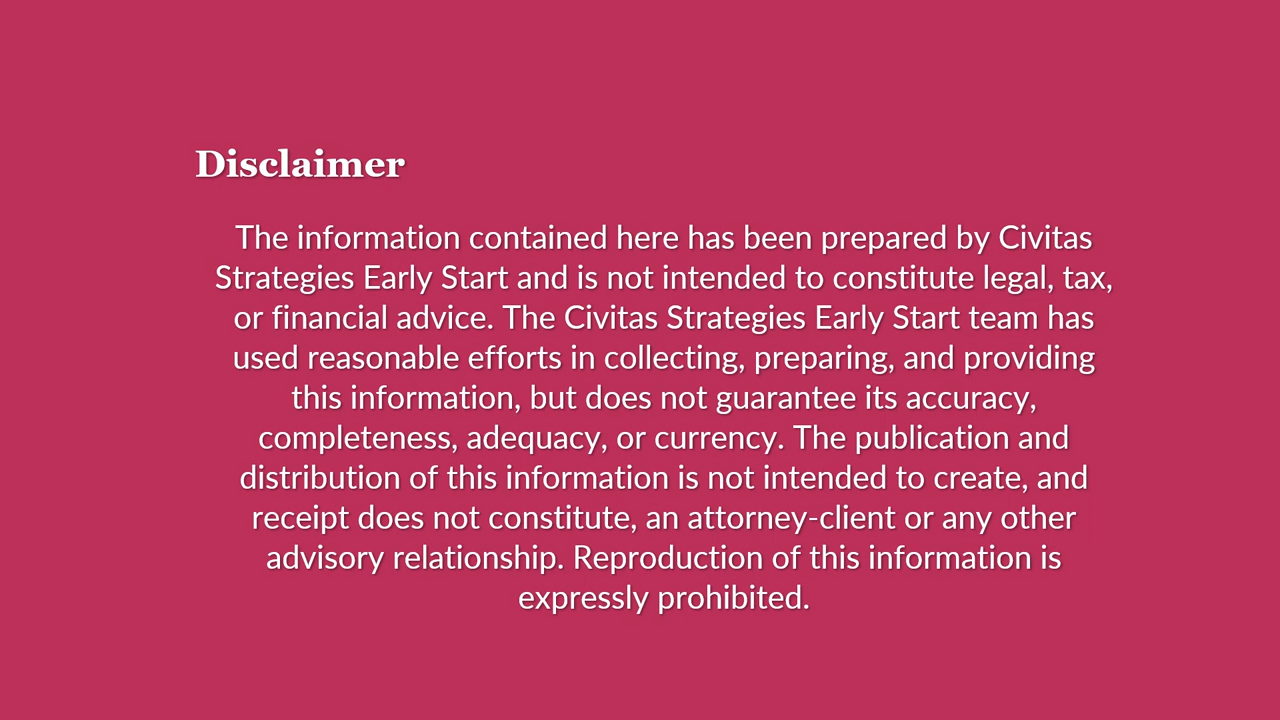 Disclaimer
The information contained here has been prepared by Civitas
Strategies Early Start and is not intended to constitute legal, tax,
or financial advice. The Civitas Strategies Early Start team has
used reasonable efforts in collecting, preparing, and providing
this information, but does not guarantee its accuracy,
completeness, adequacy, or currency. The publication and
distribution of this information is not intended to create, and
receipt does not constitute, an attorney-client or any other
advisory relationship. Reproduction of this information is
expressly prohibited.